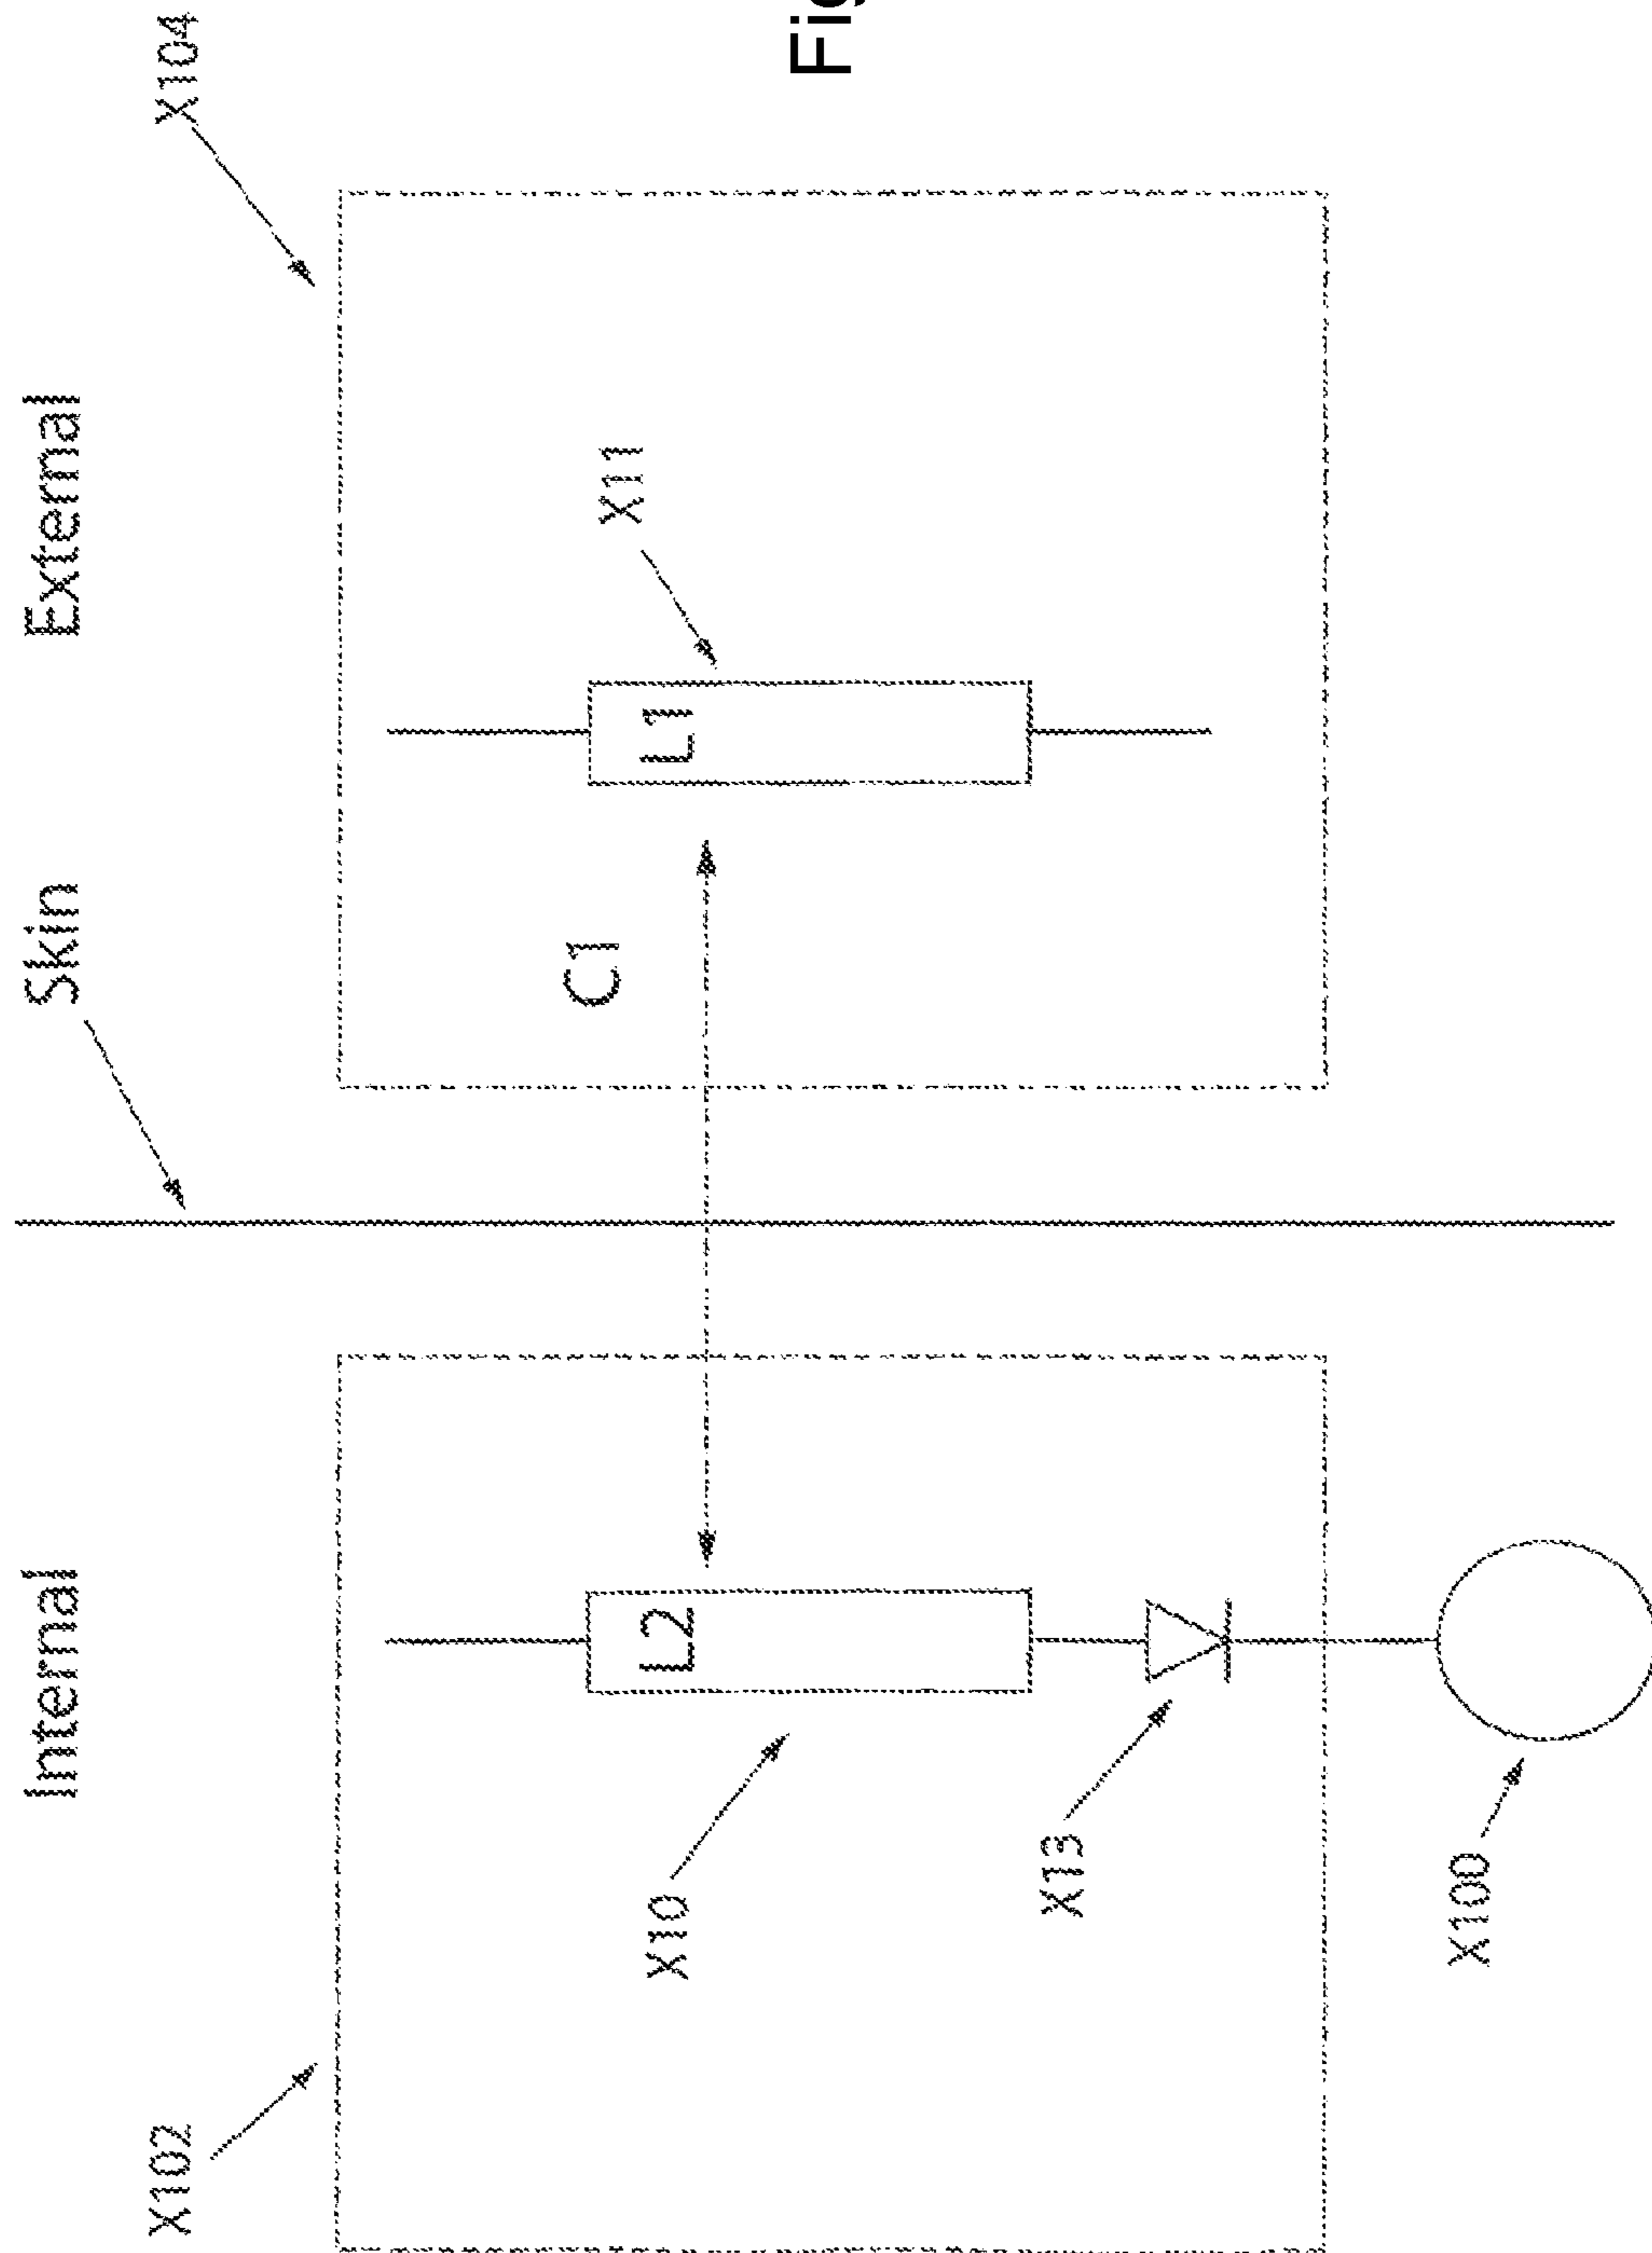 Internal
Skin
External
X102
X104
X10
L2
C1
L1
X11
X13
X100
Fig